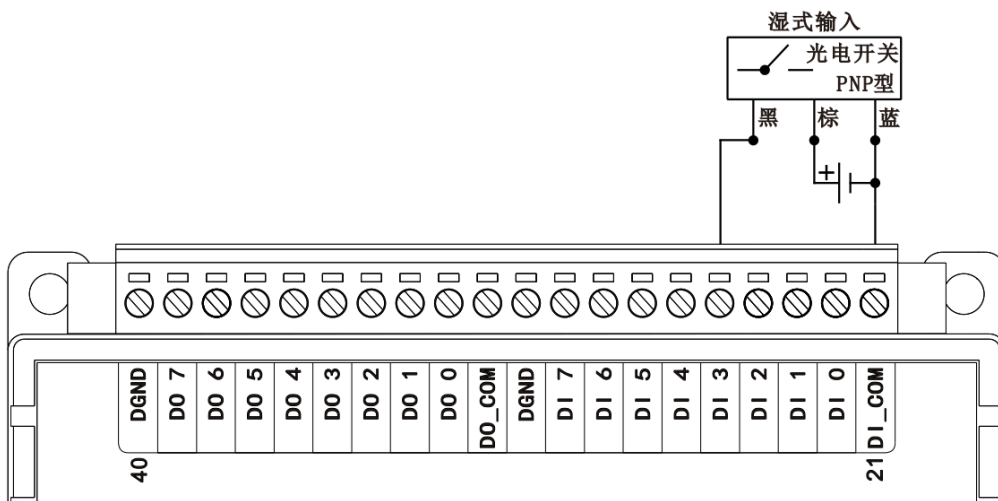 湿式输入
光电开关
PNP型
黑 棕 蓝
+
DGND
DO 7
DO 6
DO 5
DO 4
DO 3
DO 2
DO 1
DO 0
DO_COM
DGND
DI 7
DI 6
DI 5
DI 4
DI 3
DI 2
DI 1
DI 0
DI_COM
40
21